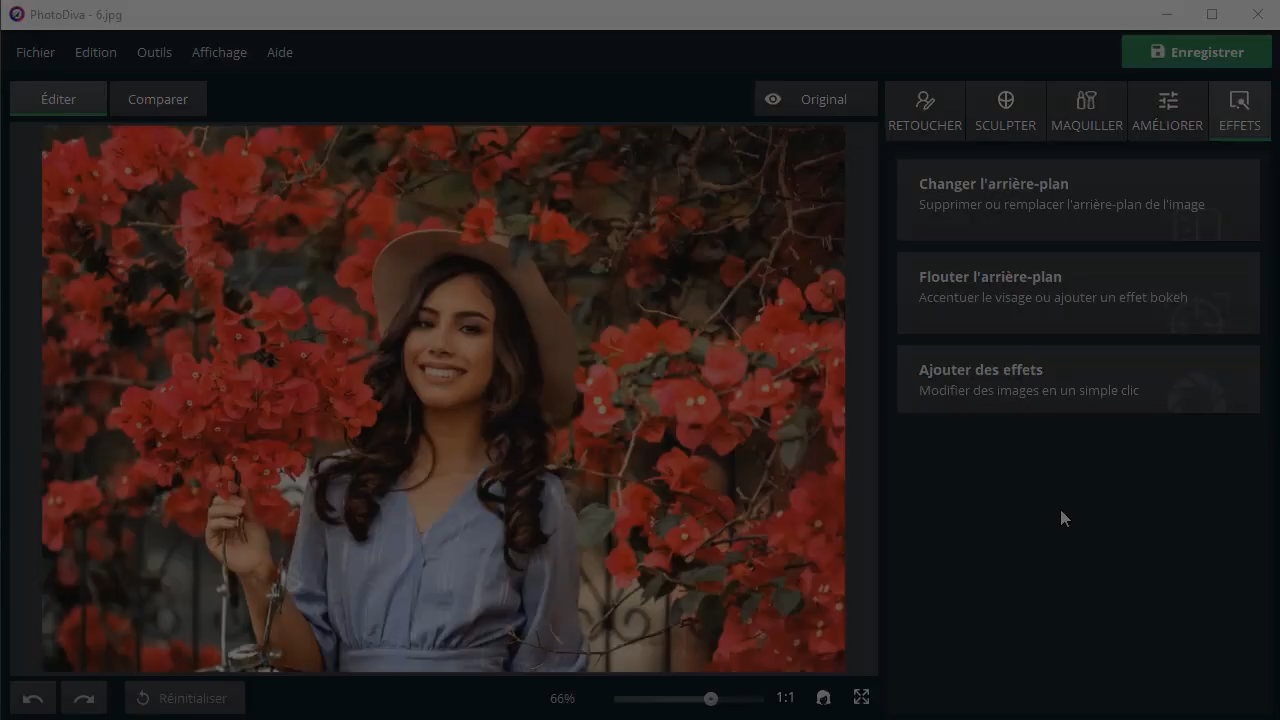 PhotoDiva - 6.jpg
Fichier Edition Outils Affichage Aide
Enregistrer
Éditer Comparer Original
RETOUCHER SCULPTER MAQUILLER AMÉLIORER EFFETS
Changer l'arrière-plan
Supprimer ou remplacer l'arrière-plan de l'image
Flouter l'arrière-plan
Accentuer le visage ou ajouter un effet bokeh
Ajouter des effets
Modifier des images en un simple clic
Réinitialiser 66% 1:1